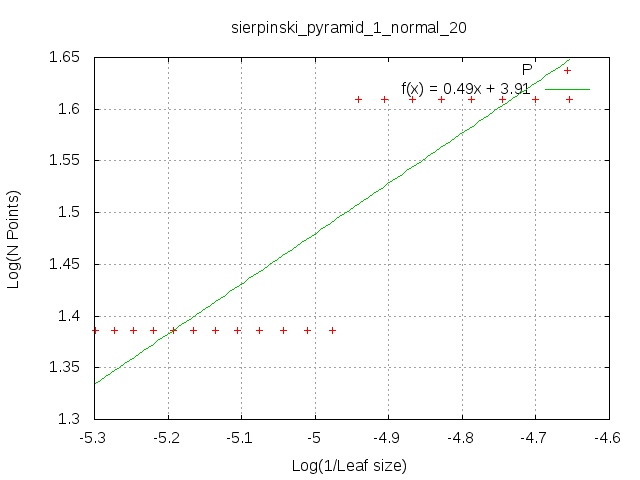 sierpinski_pyramid_1_normal_20
1.65
1.6
1.55
1.5
1.45
1.4
1.35
1.3
P
f(x) = 0.49x + 3.91
Log(N Points)
-5.3 -5.2 -5.1 -5 -4.9 -4.8 -4.7 -4.6
Log(1/Leaf size)